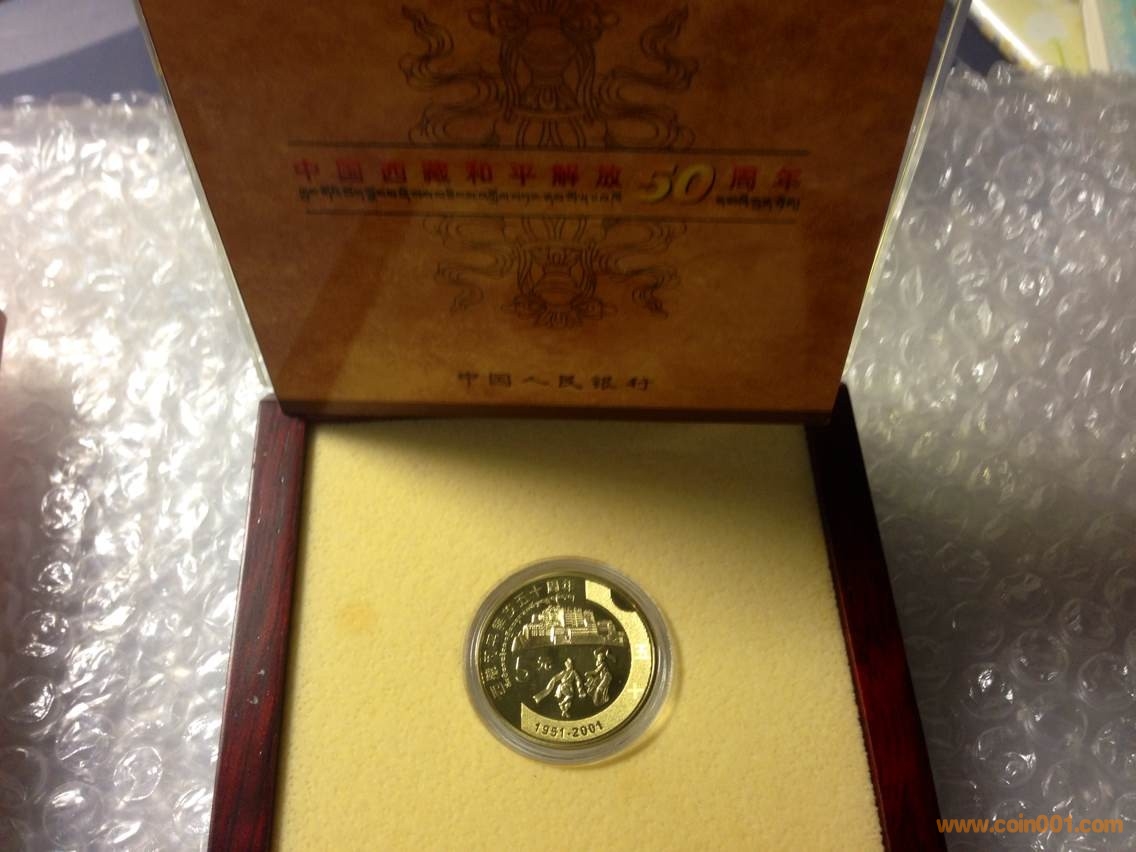 中国西藏和平解放50周年
中国人民银行
西藏和平解放五十周年
5元
1951-2001
www.coin001.com